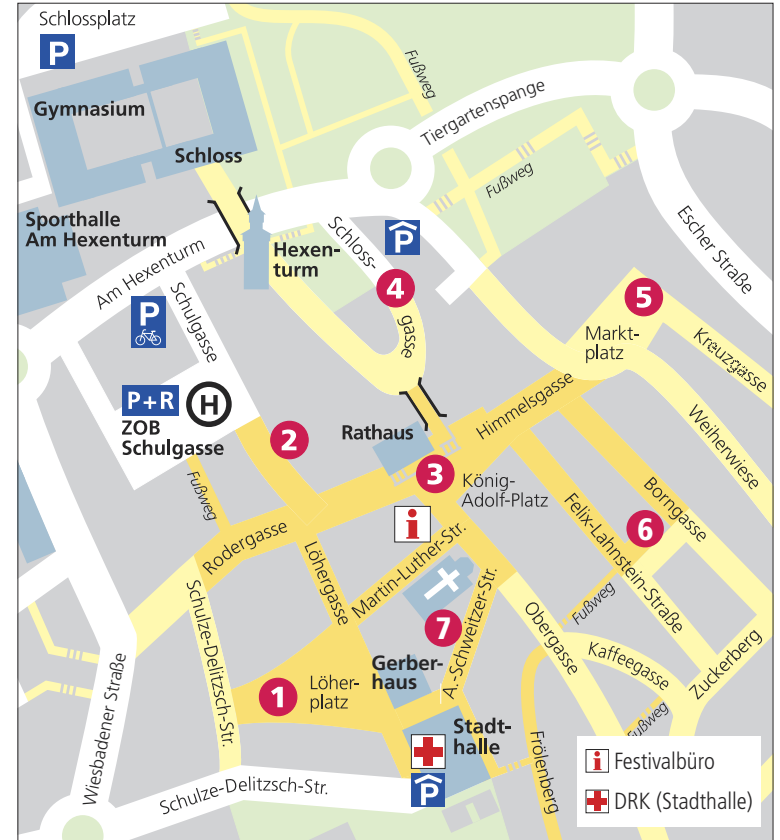 Schlossplatz
P
Gymnasium
Schloss
Fußweg
Tiergartenspange
Fußweg
Escher Straße
Sporthalle
Am Hexenturm
Am Hexenturm
Hexen-
turm
Schloss-
gasse
P
4
5
Markt-
platz
Kreuzgasse
Weiherwiese
P
Schulgasse
P+R
H
ZOB
Schulgasse
2
Rathaus
Himmelsgasse
3
König-
Adolf-Platz
Borngasse
Felix-Lahnstein-Straße
6
Fußweg
Rodergasse
i
Löhergasse
Martin-Luther-Str.
7
A.-Schweitzer-Str.
Obergasse
Fußweg
Kaffeegasse
Zuckerberg
Fußweg
Schulze-Delitzsch-Str.
Wiesbadener Straße
1
Löher-
platz
Gerber-
haus
Stadt-
halle
P
Frölenberg
Schulze-Delitzsch-Str.
i Festivalbüro
DRK (Stadthalle)